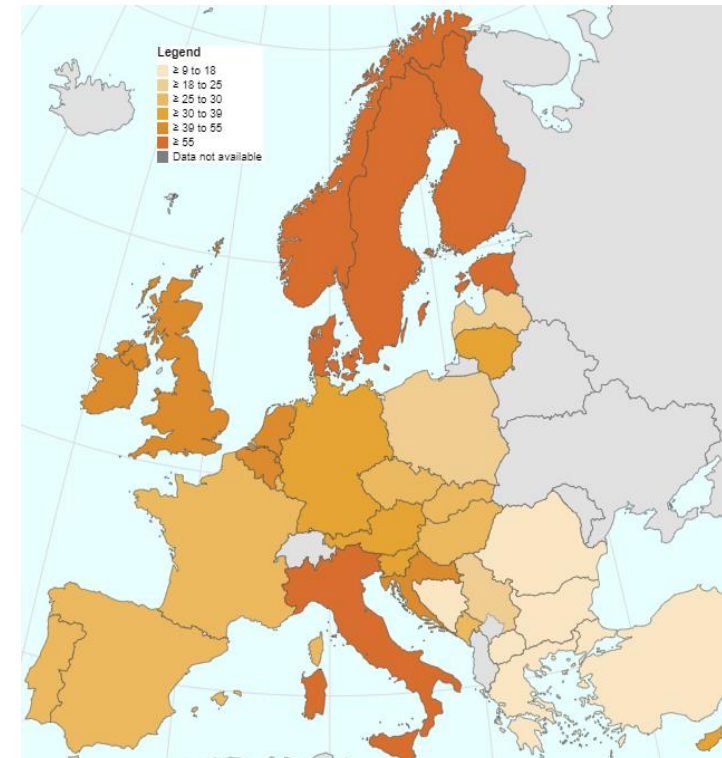 Legend
≥ 9 to 18
≥ 18 to 25
≥ 25 to 30
≥ 30 to 39
≥ 39 to 55
≥ 55
Data not available